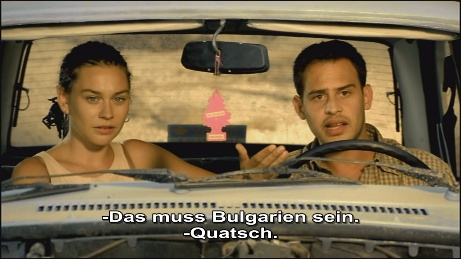 -Das muss Bulgarien sein.
-Quatsch.